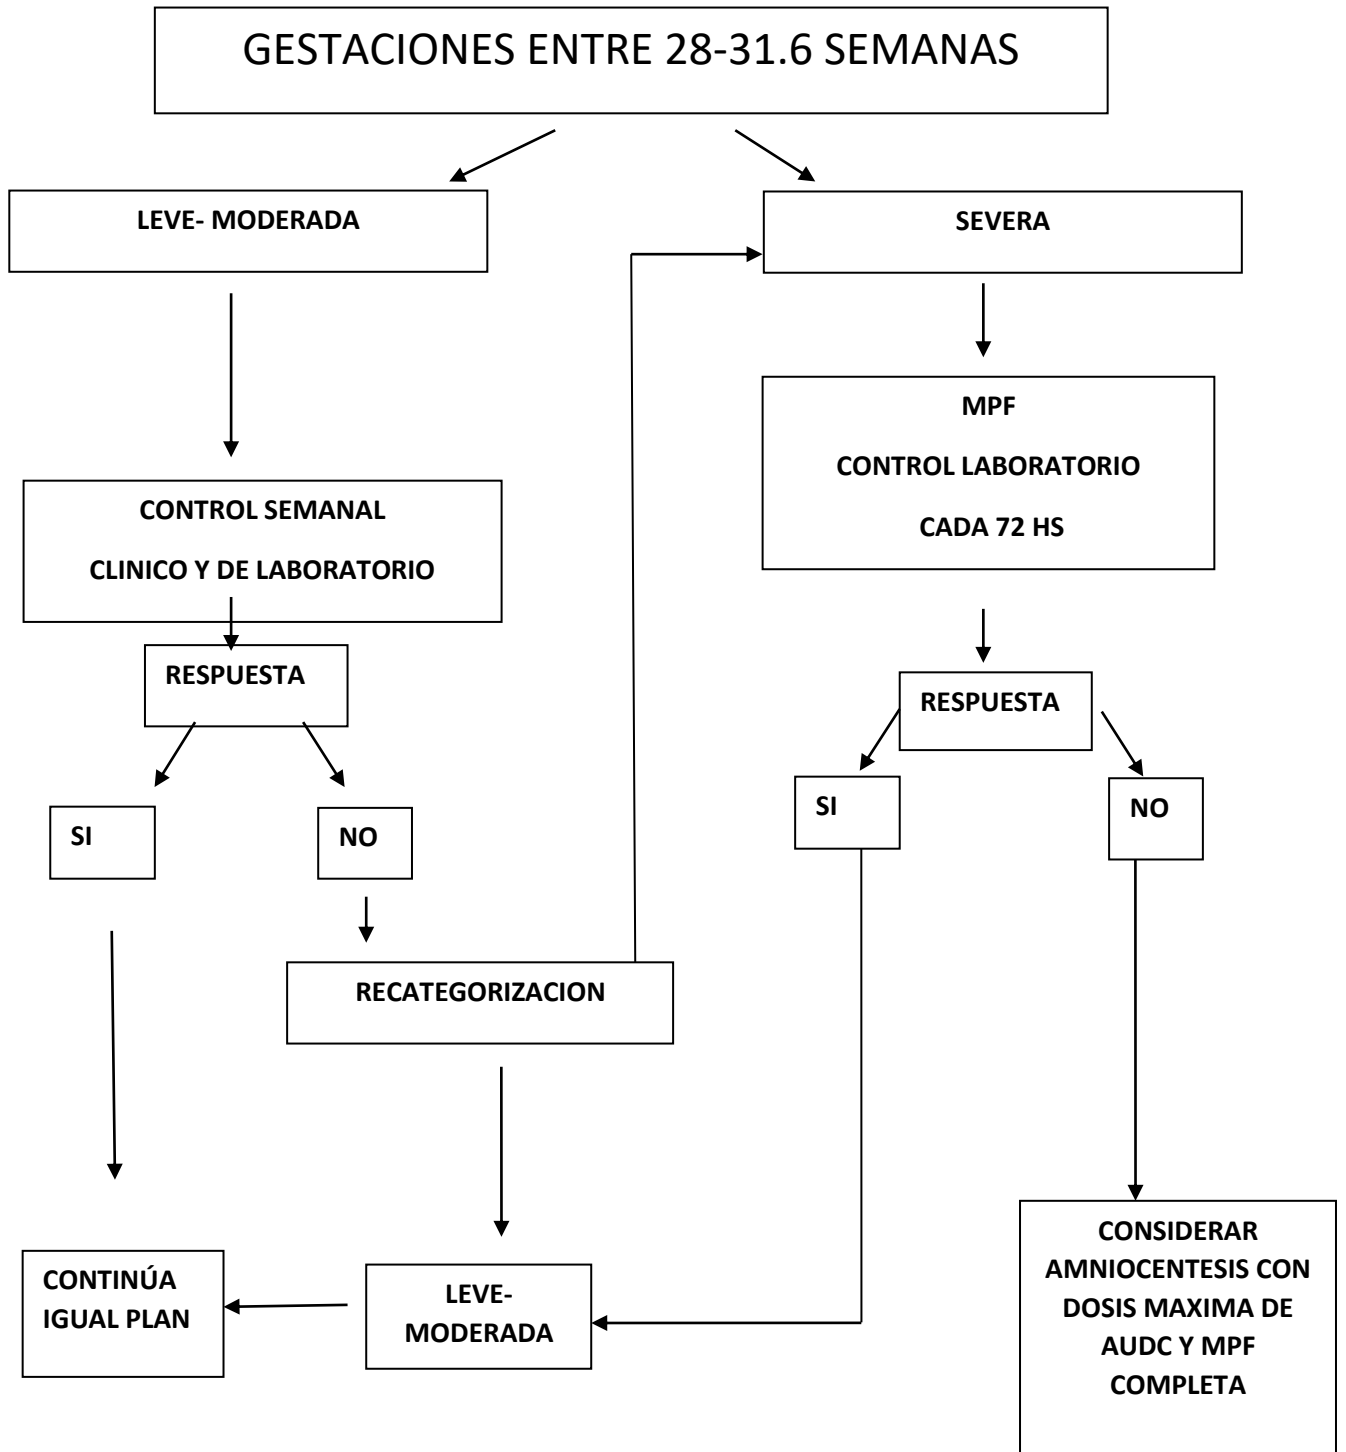 GESTACIONES ENTRE 28-31.6 SEMANAS
LEVE- MODERADA
SEVERA
MPF
CONTROL LABORATORIO
CADA 72 HS
CONTROL SEMANAL
CLINICO Y DE LABORATORIO
RESPUESTA
RESPUESTA
SI
NO
SI
NO
RECATEGORIZACION
CONTINÚA
IGUAL PLAN
LEVE-
MODERADA
CONSIDERAR
AMNIOCENTESIS CON
DOSIS MAXIMA DE
AUDC Y MPF
COMPLETA